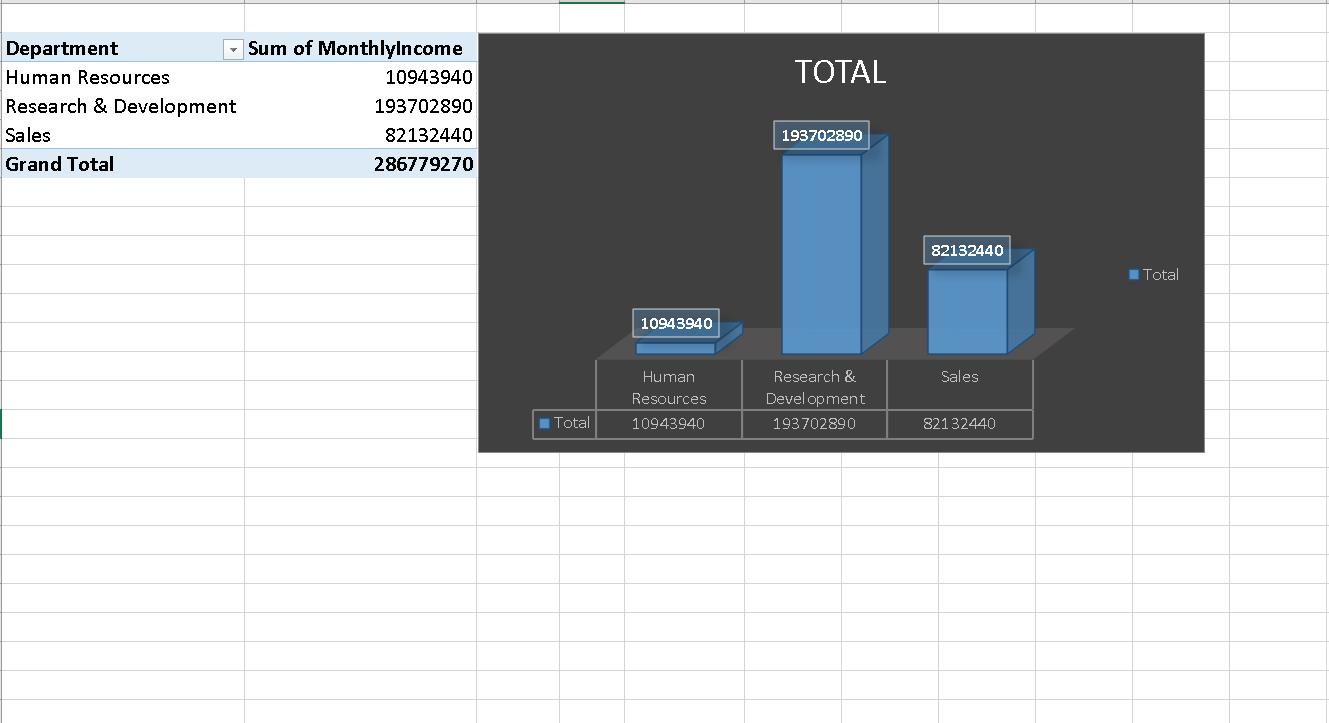 Department Sum of MonthlyIncome
Human Resources 10943940
Research & Development 193702890
Sales 82132440
Grand Total 286779270
TOTAL
193702890
82132440
10943940
Total
Human Resources
Research & Development
Sales
Total 10943940 193702890 82132440